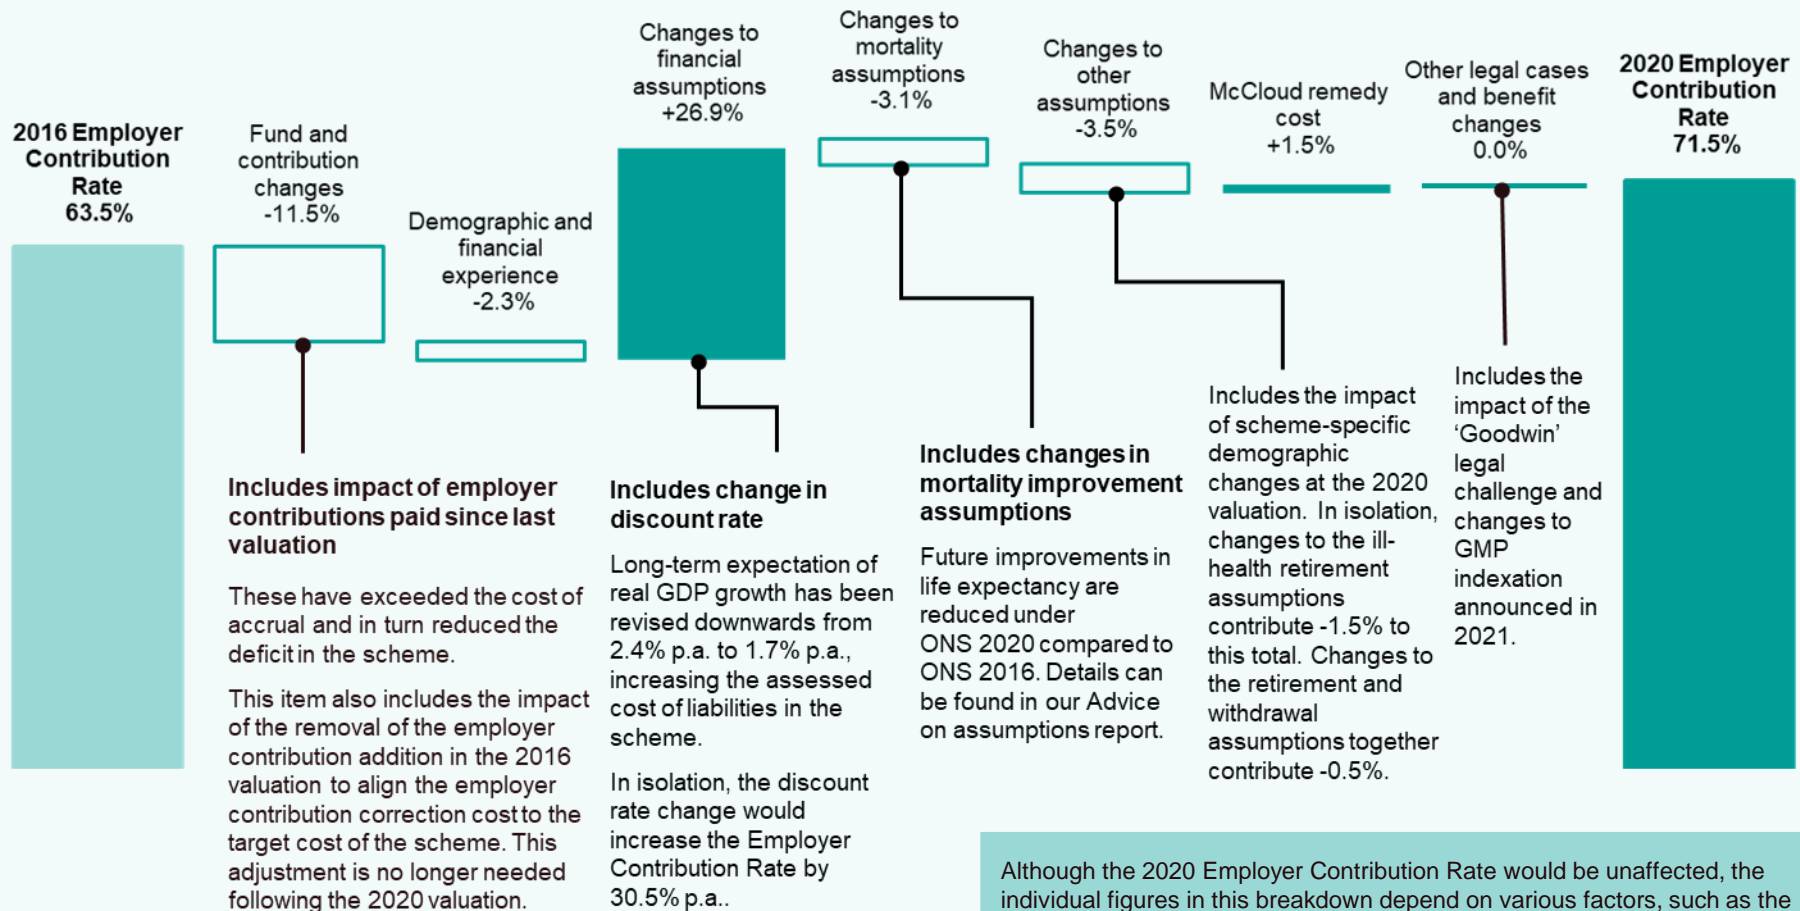 2016 Employer
Contribution
Rate
63.5%
Fund and
contribution
changes
-11.5%
Demographic and
financial
experience
-2.3%
Changes to
financial
assumptions
+26.9%
Changes to
mortality
assumptions
-3.1%
Changes to
other
assumptions
-3.5%
McCloud remedy
cost
+1.5%
Other legal cases
and benefit
changes
0.0%
2020 Employer
Contribution
Rate
71.5%
Includes impact of employer
contributions paid since last
valuation
These have exceeded the cost of
accrual and in turn reduced the
deficit in the scheme.
This item also includes the impact
of the removal of the employer
contribution addition in the 2016
valuation to align the employer
contribution correction cost to the
target cost of the scheme. This
adjustment is no longer needed
following the 2020 valuation.
Includes change in
discount rate
Long-term expectation of
real GDP growth has been
revised downwards from
2.4% p.a. to 1.7% p.a.,
increasing the assessed
cost of liabilities in the
scheme.
In isolation, the discount
rate change would
increase the Employer
Contribution Rate by
30.5% p.a..
Includes changes in
mortality improvement
assumptions
Future improvements in
life expectancy are
reduced under
ONS 2020 compared to
ONS 2016. Details can
be found in our Advice
on assumptions report.
Includes the impact
of scheme-specific
demographic
changes at the 2020
valuation. In isolation,
changes to the ill-
health retirement
assumptions
contribute -1.5% to
this total. Changes to
the retirement and
withdrawal
assumptions together
contribute -0.5%.
Includes the
impact of the
‘Goodwin’
legal
challenge and
changes to
GMP
indexation
announced in
2021.
Although the 2020 Employer Contribution Rate would be unaffected, the
individual figures in this breakdown depend on various factors, such as the